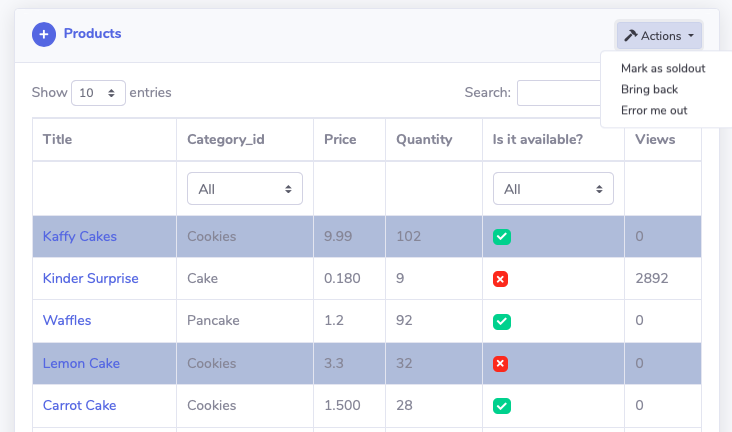 Products
Actions
Mark as soldout
Bring back
Error me out
Show 10 entries
Search:
Title Category_id Price Quantity Is it available? Views
All All
Kaffy Cakes Cookies 9.99 102 0
Kinder Surprise Cake 0.180 9 2892
Waffles Pancake 1.2 92 0
Lemon Cake Cookies 3.3 32 0
Carrot Cake Cookies 1.500 28 0